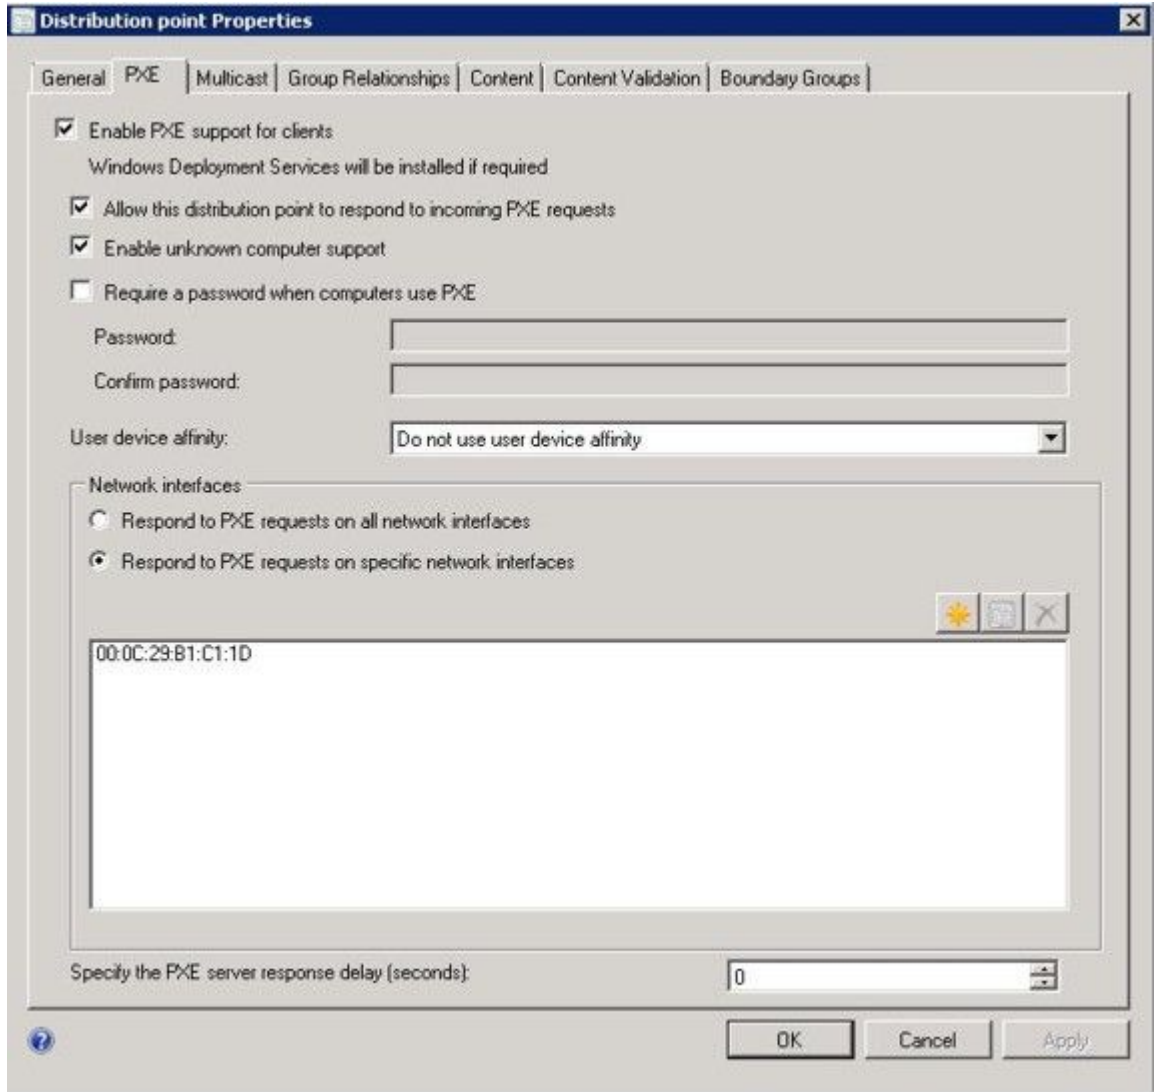 Distribution point Properties
General PXE Multicast Group Relationships Content Content Validation Boundary Groups
Enable PXE support for clients
Windows Deployment Services will be installed if required
Allow this distribution point to respond to incoming PXE requests
Enable unknown computer support
Require a password when computers use PXE
Password:
Confirm password:
User device affinity: Do not use user device affinity
Network interfaces
Respond to PXE requests on all network interfaces
Respond to PXE requests on specific network interfaces
00:0C:29:B1:C1:1D
Specify the PXE server response delay (seconds): 0
OK Cancel Apply